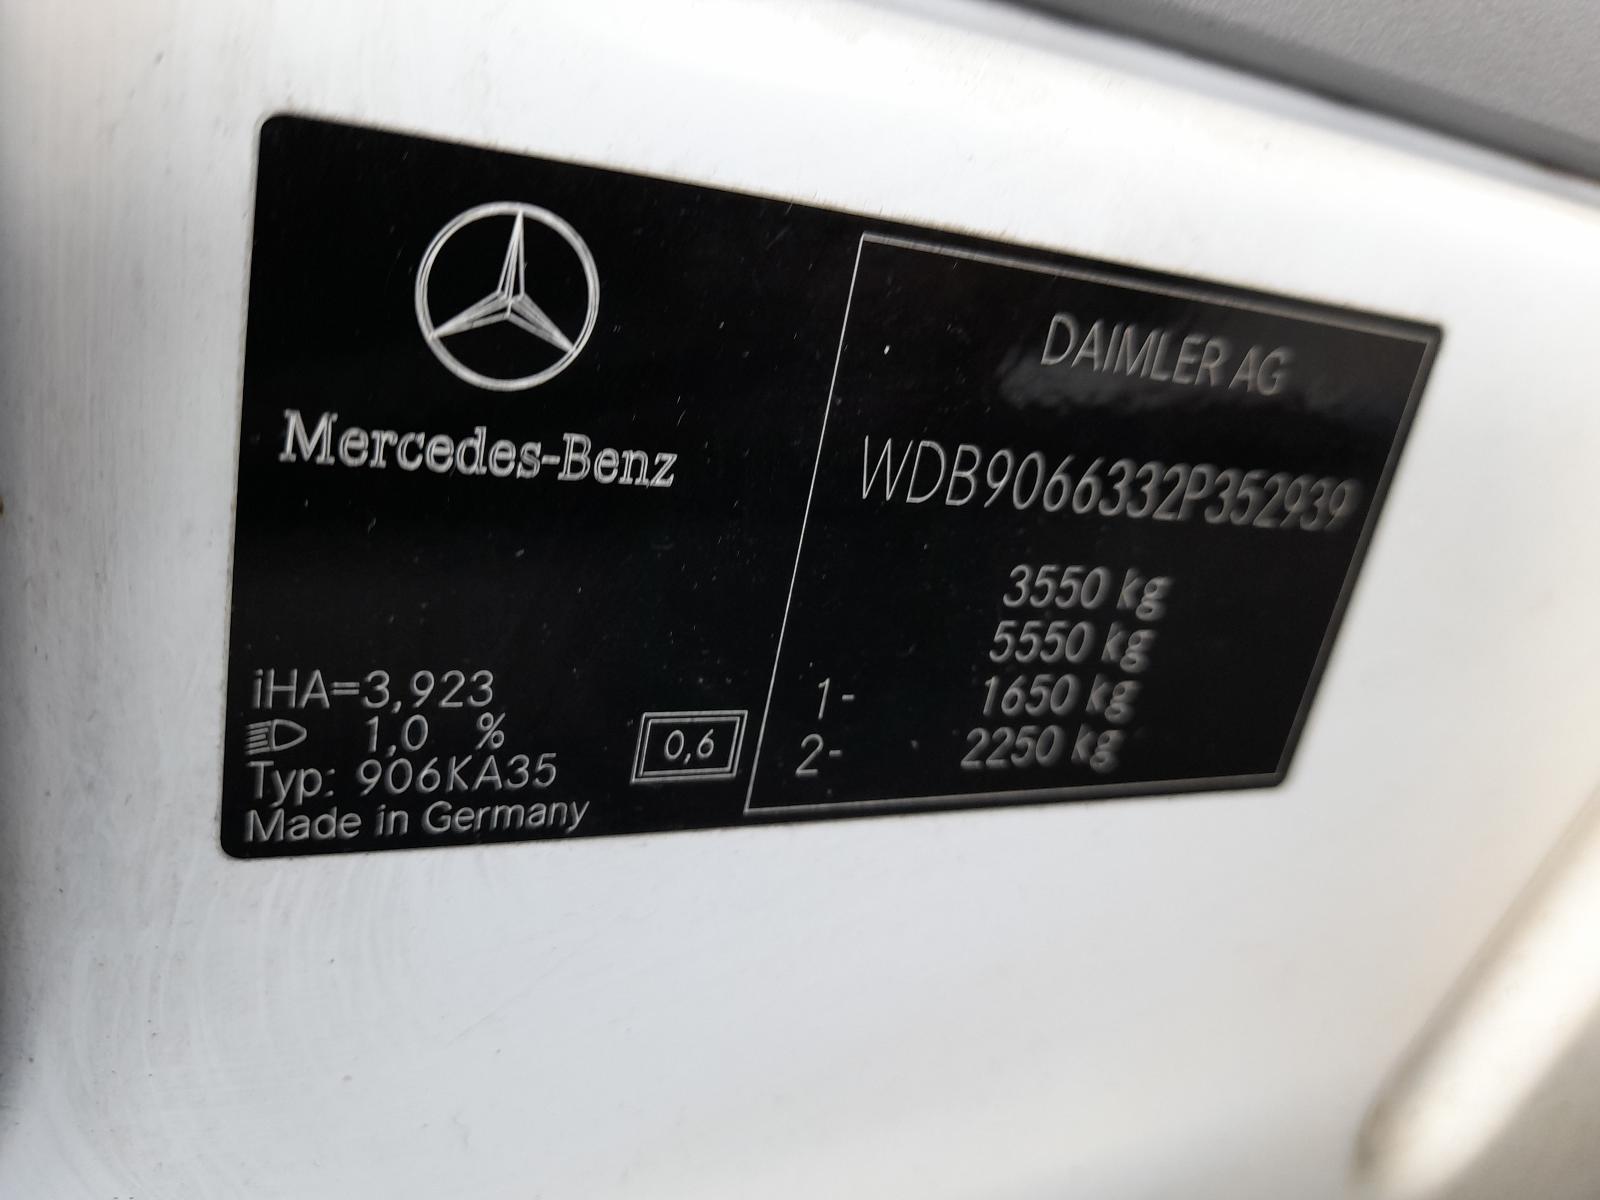 Mercedes-Benz
iHA=3,923
1,0 %
Typ: 906KA35
Made in Germany
0,6
DAIMLER AG
WDB9066332P352939
3550 kg
5550 kg
1- 1650 kg
2- 2250 kg